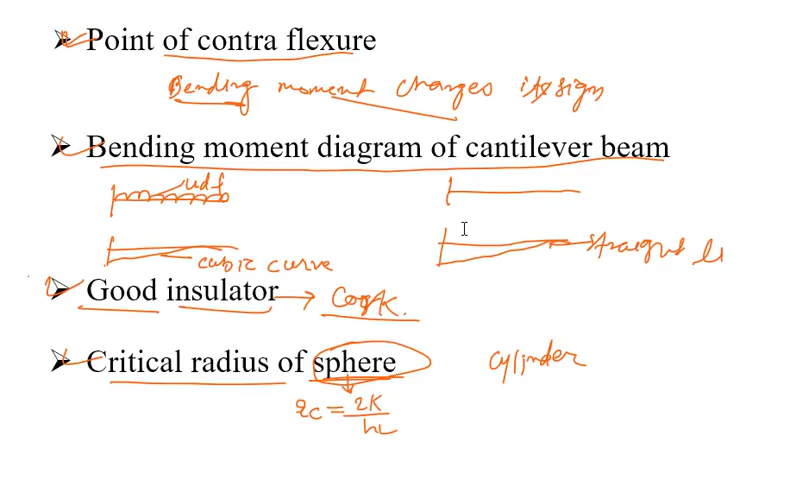 Point of contra flexure
Bending moment changes its sign
Bending moment diagram of cantilever beam
udl
cubic curve
straight li
Good insulator → Cork.
Critical radius of sphere
cylinder
rc = 2K/h